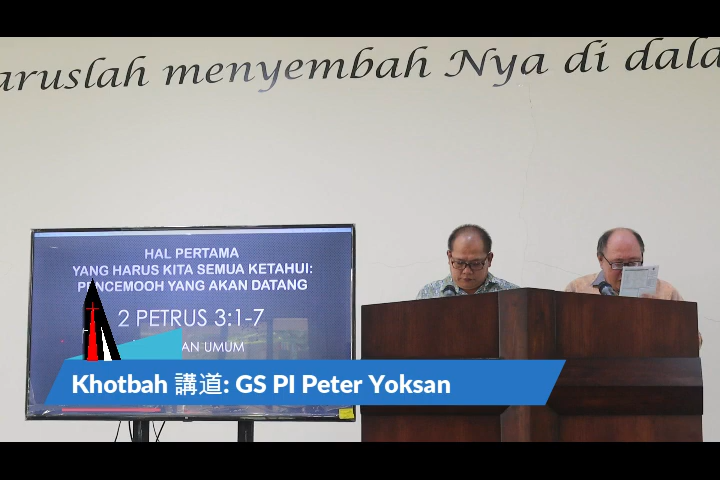 aruslah menyembah Nya di dala
HAL PERTAMA
YANG HARUS KITA SEMUA KETAHUI:
PENCEMOOH YANG AKAN DATANG
2 PETRUS 3:1-7
AN UMUM
Khotbah 講道: GS PI Peter Yoksan